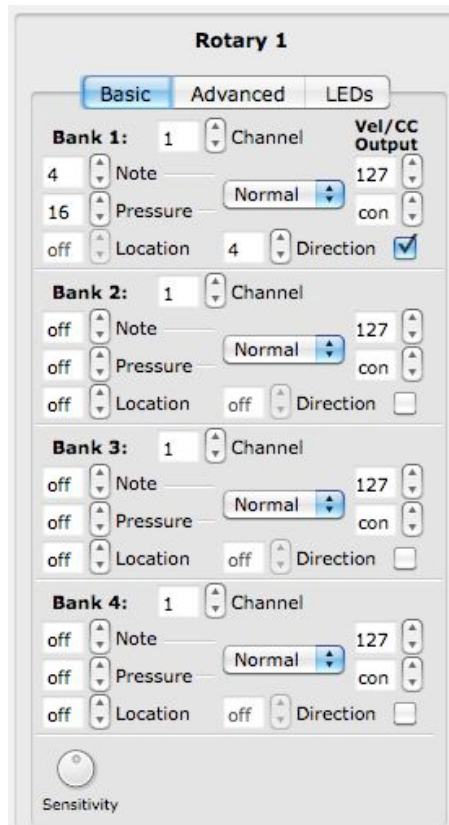 Rotary 1
Basic Advanced LEDs
Bank 1: 1 Channel Vel/CC Output
4 Note Normal 127
16 Pressure con
off Location 4 Direction
Bank 2: 1 Channel
off Note Normal 127
off Pressure con
off Location off Direction
Bank 3: 1 Channel
off Note Normal 127
off Pressure con
off Location off Direction
Bank 4: 1 Channel
off Note Normal 127
off Pressure con
off Location off Direction
Sensitivity